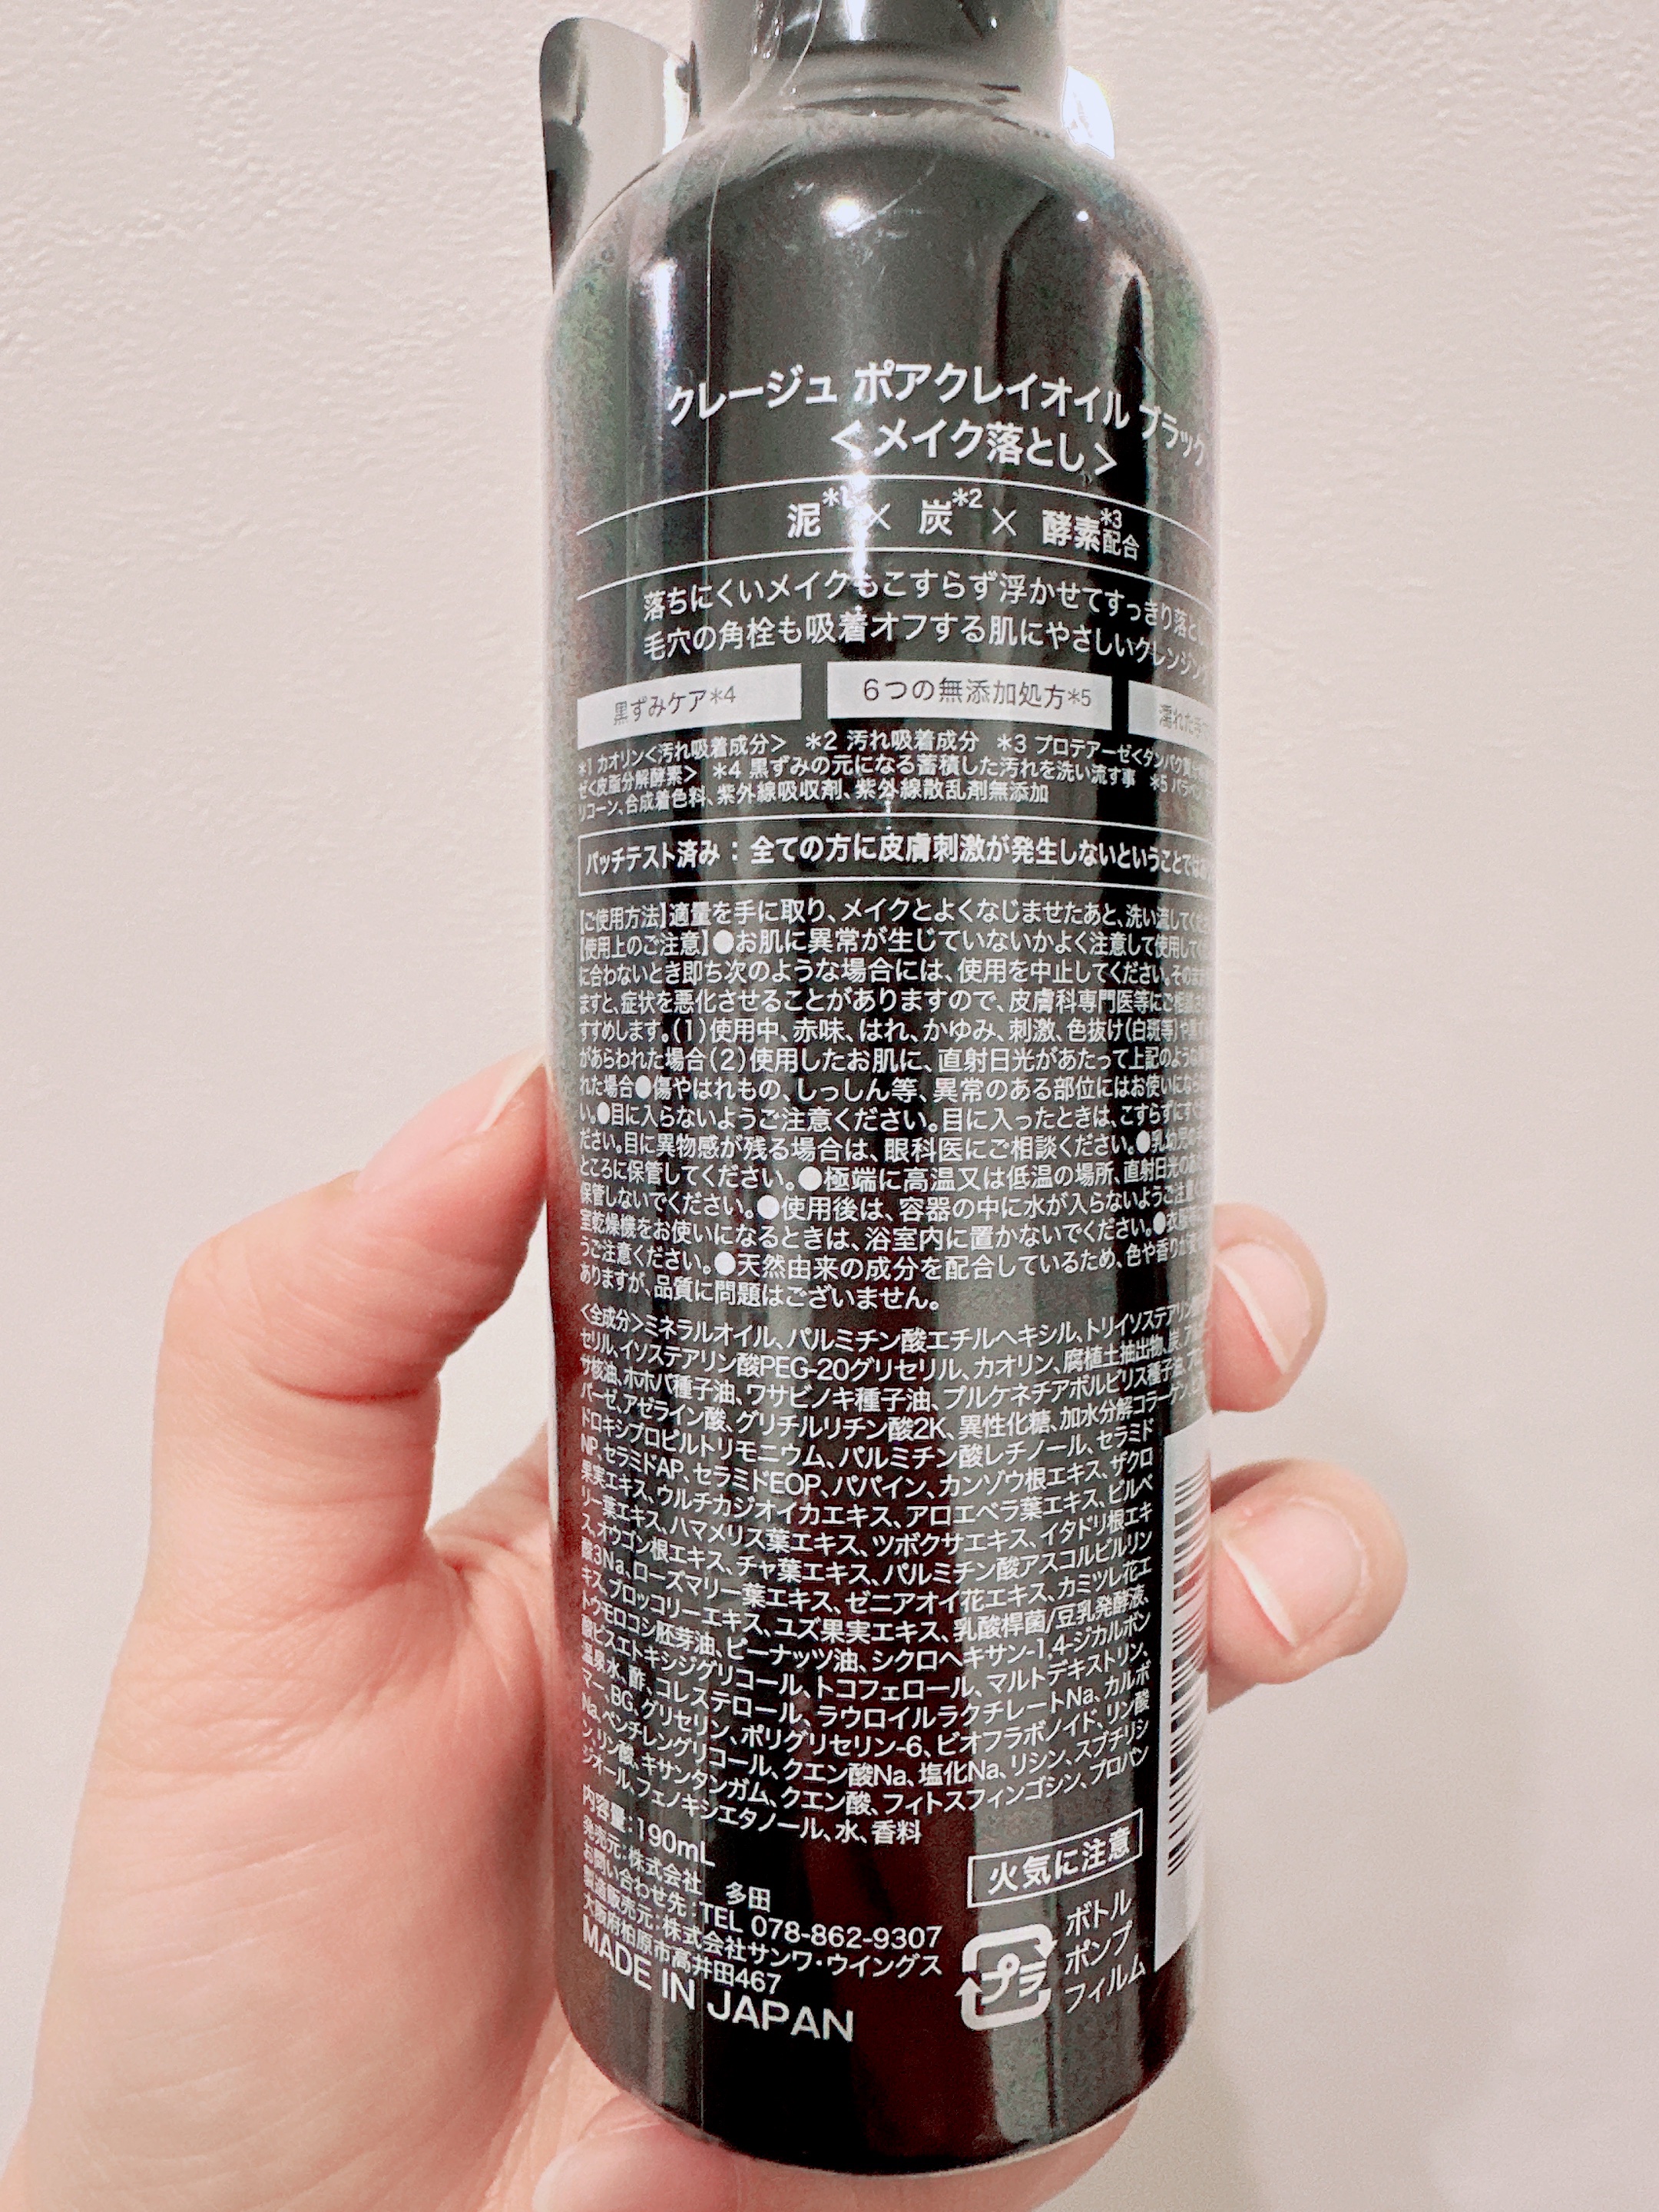 クレージュ ポアクレイオイル ブラック
<メイク落とし>
泥*1× 炭*2× 酵素*3配合
落ちにくいメイクもこすらず浮かせてすっきり落と
毛穴の角栓も吸着オフする肌にやさしいクレンジン
黒ずみケア*4
6つの無添加処方*5
濡れた手
*1 カオリン<汚れ吸着成分> *2 汚れ吸着成分 *3 プロテアーゼ<タンパク質
ゼ<皮脂分解酵素> *4 黒ずみの元になる蓄積した汚れを洗い流す事 *5 パラベン
リコーン、合成着色料、紫外線吸収剤、紫外線散乱剤無添加
パッチテスト済み：全ての方に皮膚刺激が発生しないということでは
【ご使用方法】適量を手に取り、メイクとよくなじませたあと、洗い流してくだ
【使用上のご注意】●お肌に異常が生じていないかよく注意して使用して
に合わないとき即ち次のような場合には、使用を中止してください。そのまま
ますと、症状を悪化させることがありますので、皮膚科専門医等にご相談
すすめします。(1)使用中、赤味、はれ、かゆみ、刺激、色抜け(白斑等)や黒ず
があらわれた場合(2)使用したお肌に、直射日光があたって上記のような
れた場合●傷やはれもの、しっしん等、異常のある部位にはお使いになら
い。●目に入らないようご注意ください。目に入ったときは、こすらずにすぐ
ださい。目に異物感が残る場合は、眼科医にご相談ください。●乳幼児の手
ところに保管してください。●極端に高温又は低温の場所、直射日光のあた
保管しないでください。●使用後は、容器の中に水が入らないようご注意く
室乾燥機をお使いになるときは、浴室内に置かないでください。●衣服等に
うご注意ください。●天然由来の成分を配合しているため、色や香りが変
ありますが、品質に問題はございません。
<全成分>ミネラルオイル、パルミチン酸エチルヘキシル、トリイソステアリン酸
セリル、イソステアリン酸PEG-20グリセリル、カオリン、腐植土抽出物、炭、
サ核油、ホホバ種子油、ワサビノキ種子油、プルケネチアボルビリス種子油、
パーゼ、アゼライン酸、グリチルリチン酸2K、異性化糖、加水分解コラーゲン、
ドロキシプロピルトリモニウム、パルミチン酸レチノール、セラミド
NP、セラミドAP、セラミドEOP、パパイン、カンゾウ根エキス、ザクロ
果実エキス、ウルチカジオイカエキス、アロエベラ葉エキス、ビルベ
リー葉エキス、ハマメリス葉エキス、ツボクサエキス、イタドリ根エキ
ス、オウゴン根エキス、チャ葉エキス、パルミチン酸アスコルビルリン
酸3Na、ローズマリー葉エキス、ゼニアオイ花エキス、カミツレ花エ
キス、ブロッコリーエキス、ユズ果実エキス、乳酸桿菌/豆乳発酵液、
トウモロコシ胚芽油、ピーナッツ油、シクロヘキサン-1,4-ジカルボン
酸ビスエトキシジグリコール、トコフェロール、マルトデキストリン、
温泉水、酢、コレステロール、ラウロイルラクチレートNa、カルボ
マー、BG、グリセリン、ポリグリセリン-6、ビオフラボノイド、リン酸
Na、ペンチレングリコール、クエン酸Na、塩化Na、リシン、スブチリシ
ン、リン酸、キサンタンガム、クエン酸、フィトスフィンゴシン、プロパン
ジオール、フェノキシエタノール、水、香料
内容量：190mL
発売元：株式会社 多田
お問い合わせ先：TEL 078-862-9307
製造販売元：株式会社サンワ・ウイングス
大阪府柏原市高井田467
MADE IN JAPAN
火気に注意
プラ
ボトル
ポンプ
フィルム